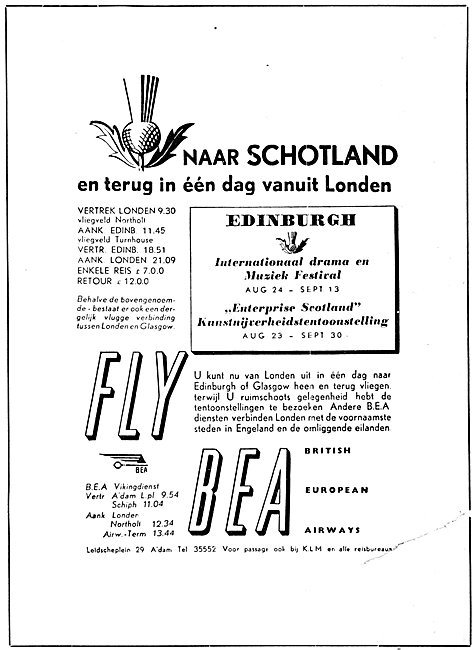 NAAR SCHOTLAND
en terug in één dag vanuit Londen
VERTREK LONDEN 9.30
vliegveld Northolt
AANK EDINB. 11.45
vliegveld Turnhouse
VERTR. EDINB. 18.51
AANK. LONDEN 21.09
ENKELE REIS £ 7.0.0
RETOUR £ 12.0.0
Behalve de bovengenoem-
de - bestaat er ook een der-
gelijk vlugge verbinding
tussen Londen en Glasgow.
EDINBURGH
Internationaal drama en
Muziek Festival
AUG 24 - SEPT 13
„Enterprise Scotland”
Kunstnijverheidstentoonstelling
AUG 23 - SEPT 30
FLY
U kunt nu van Londen uit in één dag naar
Edinburgh of Glasgow heen en terug vliegen,
terwijl U ruimschoots gelegenheid hebt de
tentoonstellingen te bezoeken. Andere B.E.A
diensten verbinden Londen met de voornaamste
steden in Engeland en de omliggende eilanden.
BEA
B.E.A Vikingdienst
Vertr A'dam L.pl. 9.54
Schiph 11.04
Aank Londen
Northolt 12.34
Airw.-Term 13.44
BEA
BRITISH
EUROPEAN
AIRWAYS
Leidscheplein 29 A'dam. Tel 35552 Voor passage ook bij K.L.M en alle reisbureaux